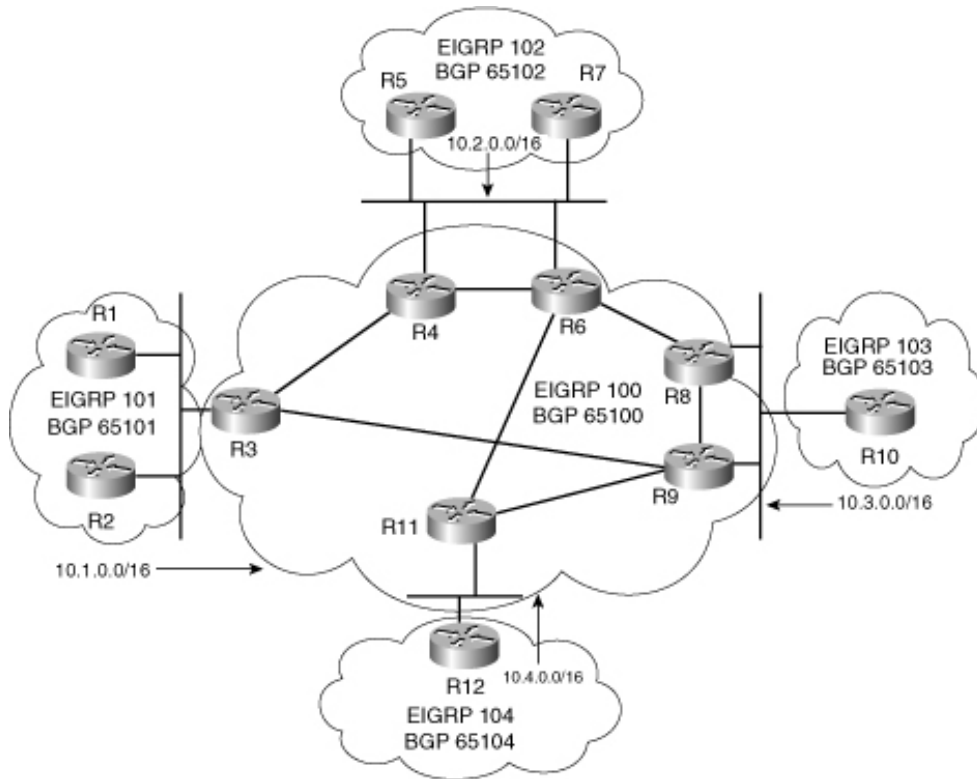 EIGRP 102
BGP 65102
R5
R7
10.2.0.0/16
R4
R6
R1
EIGRP 101
BGP 65101
R2
R3
EIGRP 100
BGP 65100
R8
R9
R11
EIGRP 103
BGP 65103
R10
10.3.0.0/16
10.1.0.0/16
R12
10.4.0.0/16
EIGRP 104
BGP 65104